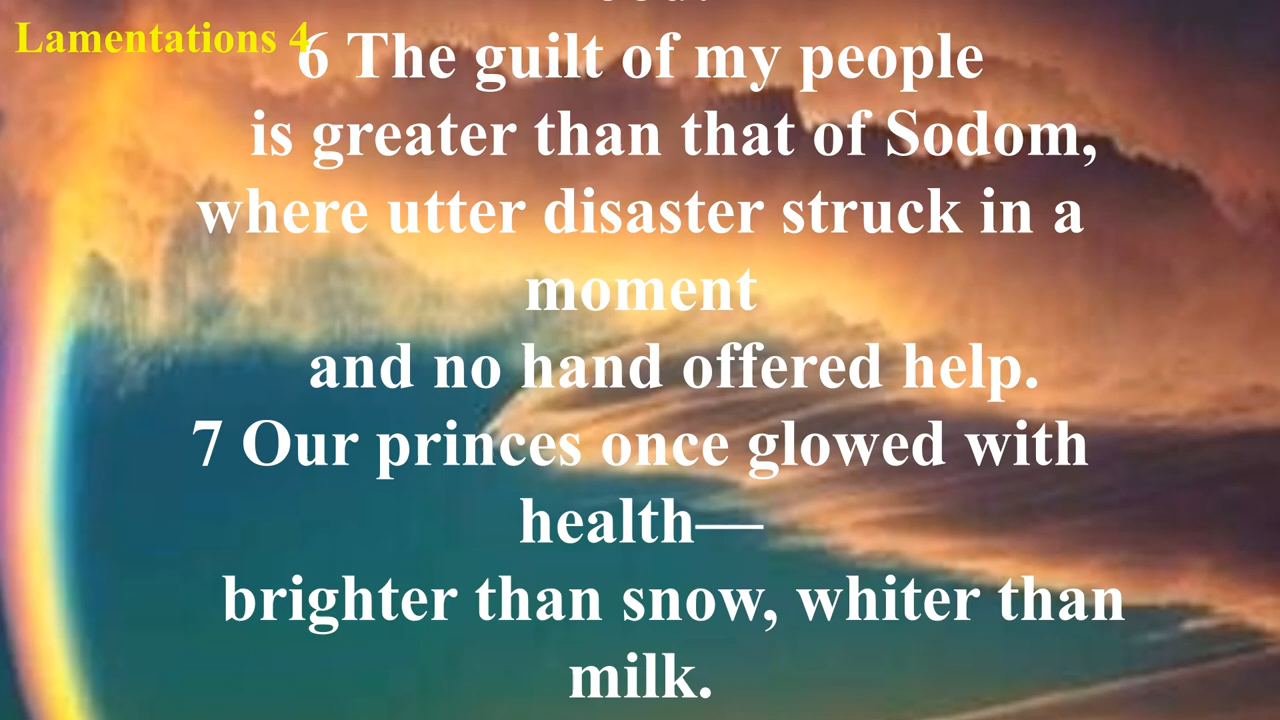 Lamentations 4
6 The guilt of my people
is greater than that of Sodom,
where utter disaster struck in a
moment
and no hand offered help.
7 Our princes once glowed with
health—
brighter than snow, whiter than
milk.